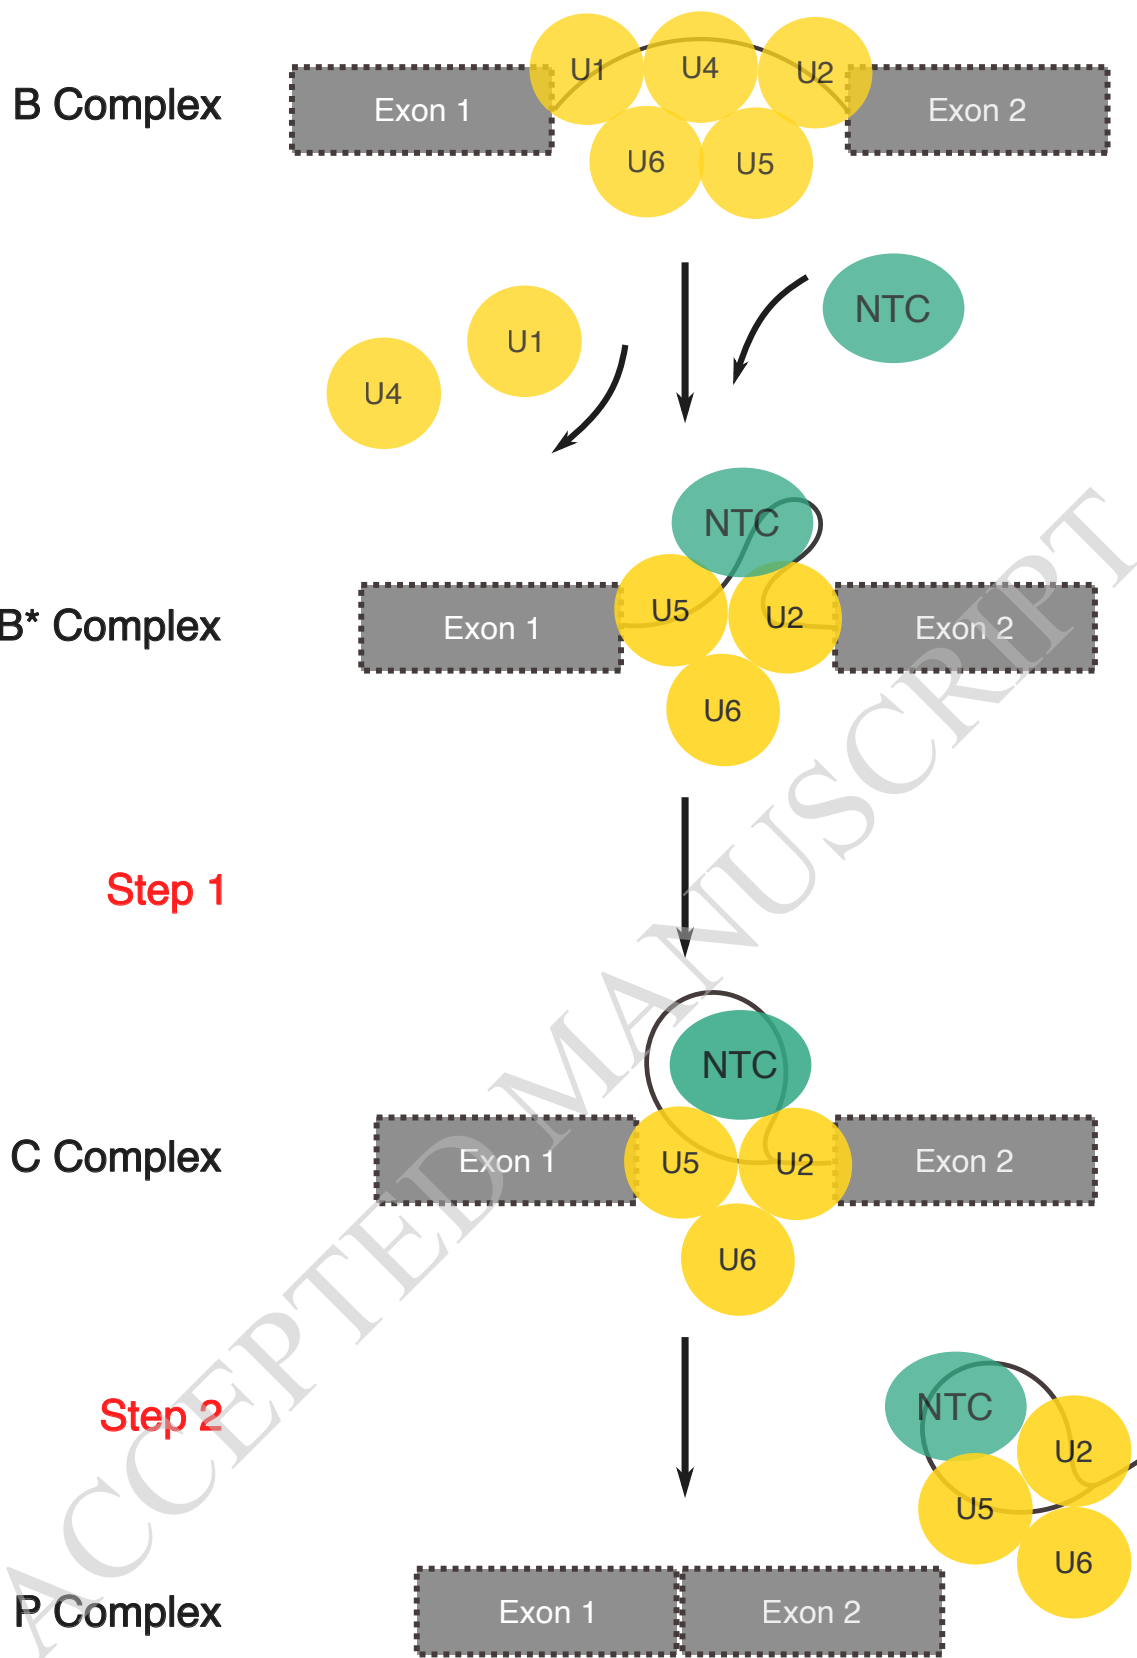 B Complex
Exon 1
U1
U4
U2
Exon 2
U6
U5
NTC
U1
U4
NTC
B* Complex
Exon 1
U5
U2
Exon 2
U6
Step 1
NTC
C Complex
Exon 1
U5
U2
Exon 2
U6
Step 2
NTC
U2
U5
U6
P Complex
Exon 1
Exon 2
ACCEPTED MANUSCRIPT